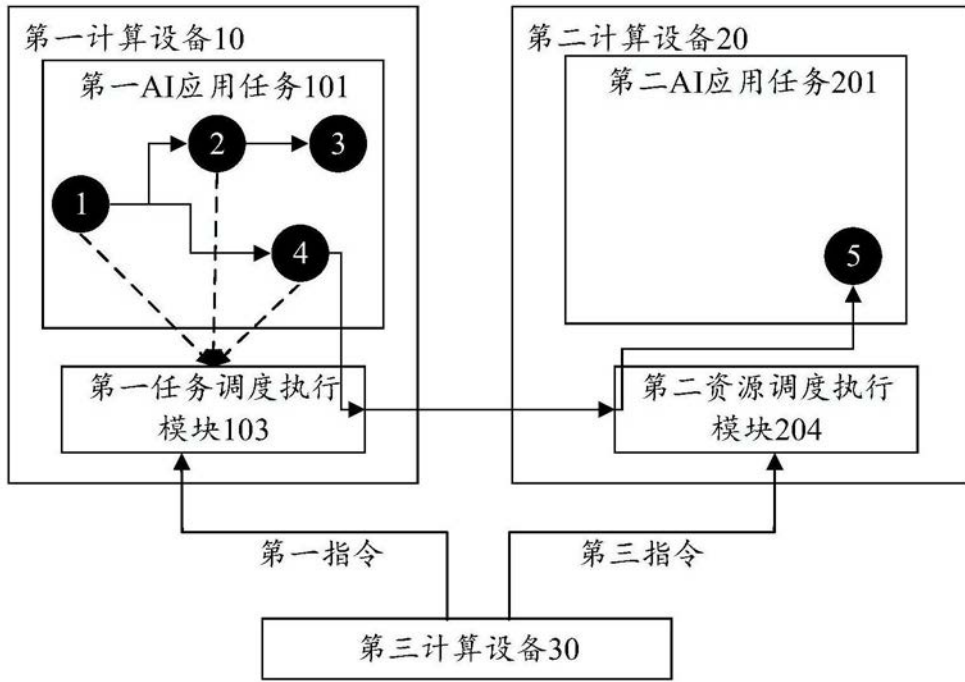 第一计算设备10
第一AI应用任务101
2
3
1
4
第一任务调度执行
模块103
第二计算设备20
第二AI应用任务201
5
第二资源调度执行
模块204
第一指令
第三指令
第三计算设备30